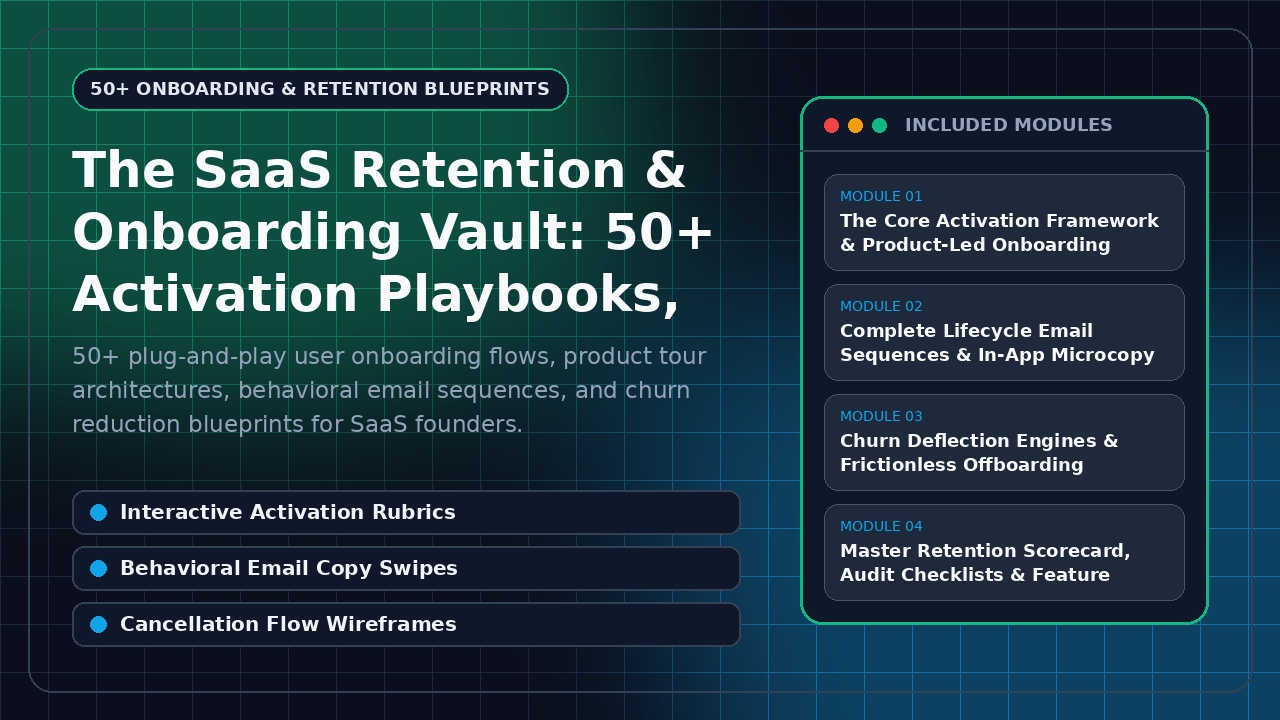 50+ ONBOARDING & RETENTION BLUEPRINTS
The SaaS Retention &
Onboarding Vault: 50+
Activation Playbooks,
50+ plug-and-play user onboarding flows, product tour
architectures, behavioral email sequences, and churn
reduction blueprints for SaaS founders.
Interactive Activation Rubrics
Behavioral Email Copy Swipes
Cancellation Flow Wireframes
INCLUDED MODULES
MODULE 01
The Core Activation Framework
& Product-Led Onboarding
MODULE 02
Complete Lifecycle Email
Sequences & In-App Microcopy
MODULE 03
Churn Deflection Engines &
Frictionless Offboarding
MODULE 04
Master Retention Scorecard,
Audit Checklists & Feature